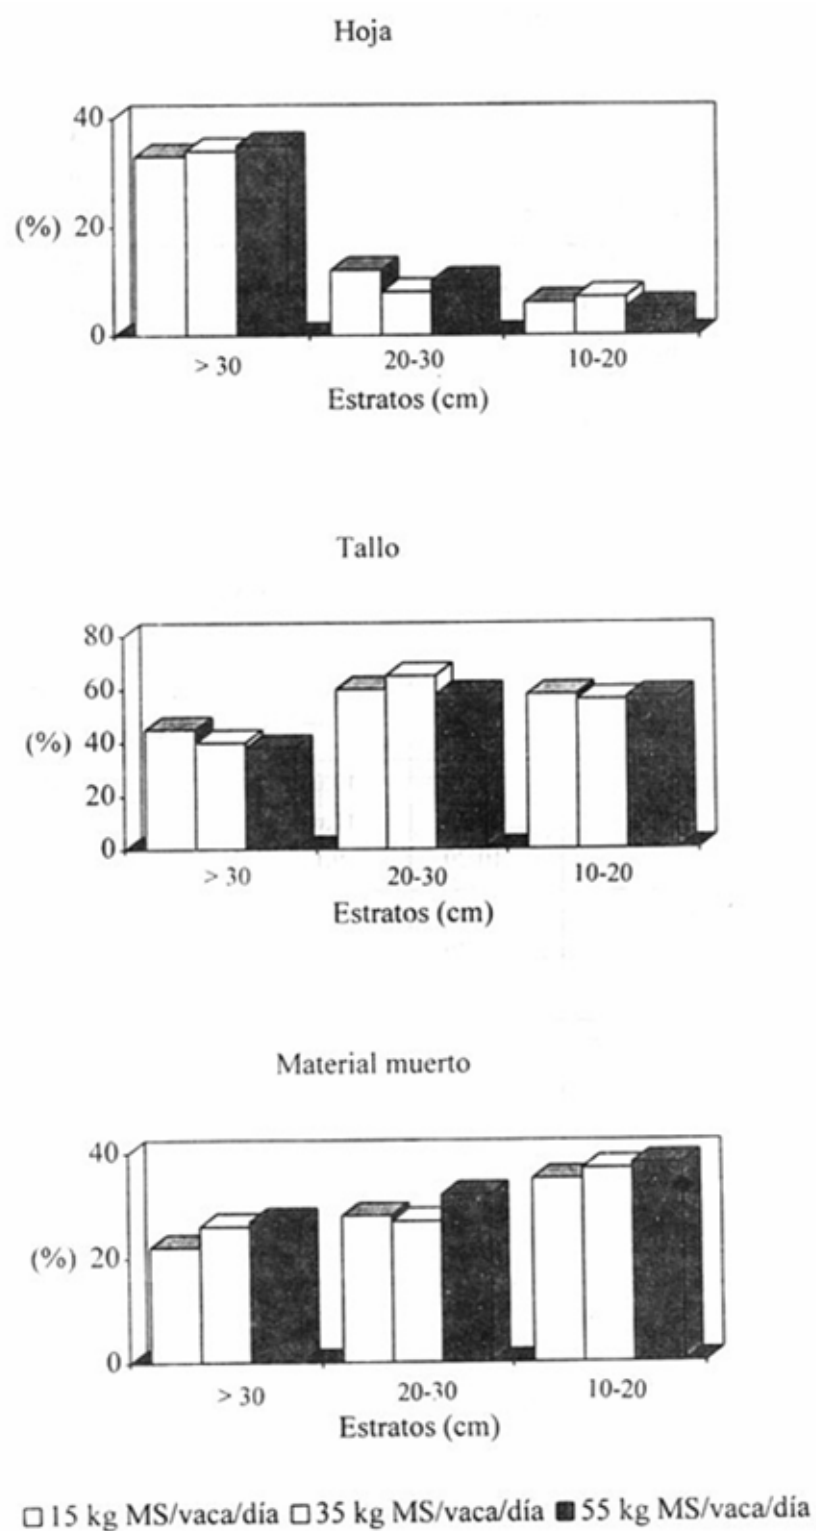 Hoja
40
(%) 20
0
> 30 20-30 10-20
Estratos (cm)
Tallo
80
60
(%) 40
20
0
> 30 20-30 10-20
Estratos (cm)
Material muerto
40
(%) 20
0
> 30 20-30 10-20
Estratos (cm)
15 kg MS/vaca/día 35 kg MS/vaca/día 55 kg MS/vaca/día